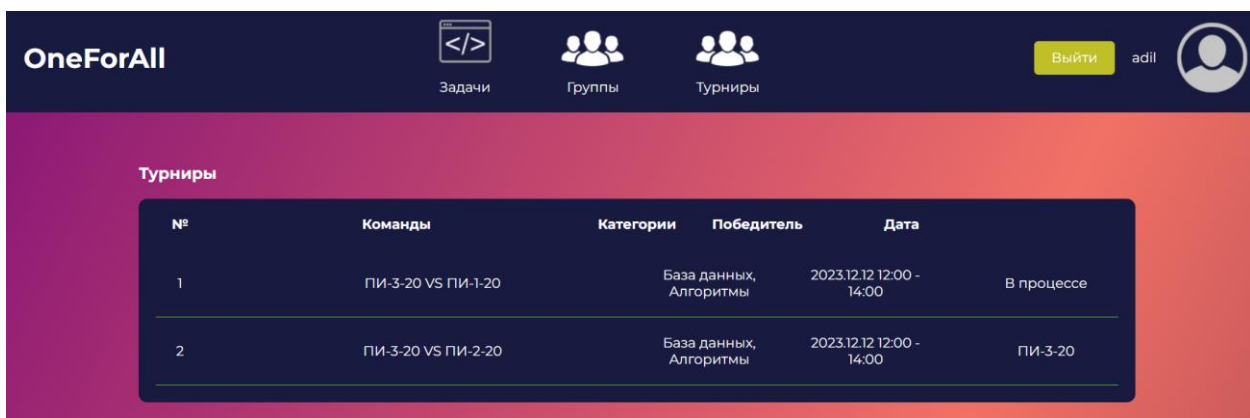 OneForAll
</>
Задачи
Группы
Турниры
Выйти
adil
Турниры
№ Команды Категории Победитель Дата
1 ПИ-3-20 VS ПИ-1-20 База данных, 2023.12.12 12:00 - В процессе
Алгоритмы 14:00
2 ПИ-3-20 VS ПИ-2-20 База данных, 2023.12.12 12:00 - ПИ-3-20
Алгоритмы 14:00